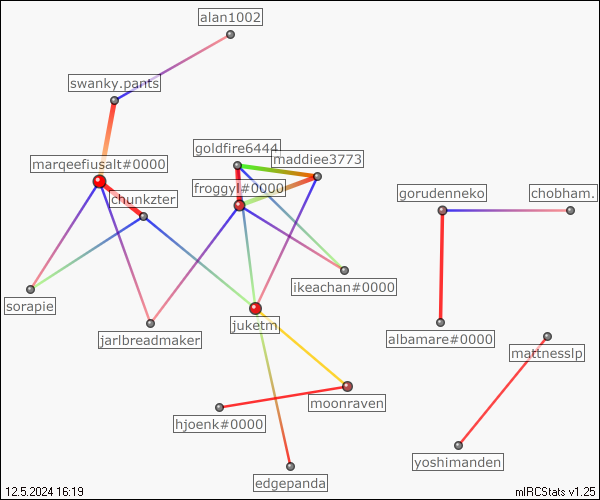 alan1002
swanky.pants
goldfire6444
maddiee3773
marqeefiusalt#0000
froggyl#0000
chunkzter
gorudenneko
chobham.
ikeachan#0000
sorapie
juketm
jarlbreadmaker
albamare#0000
mattnesslp
moonraven
hjoenk#0000
yoshimanden
edgepanda
12.5.2024 16:19
mIRCStats v1.25